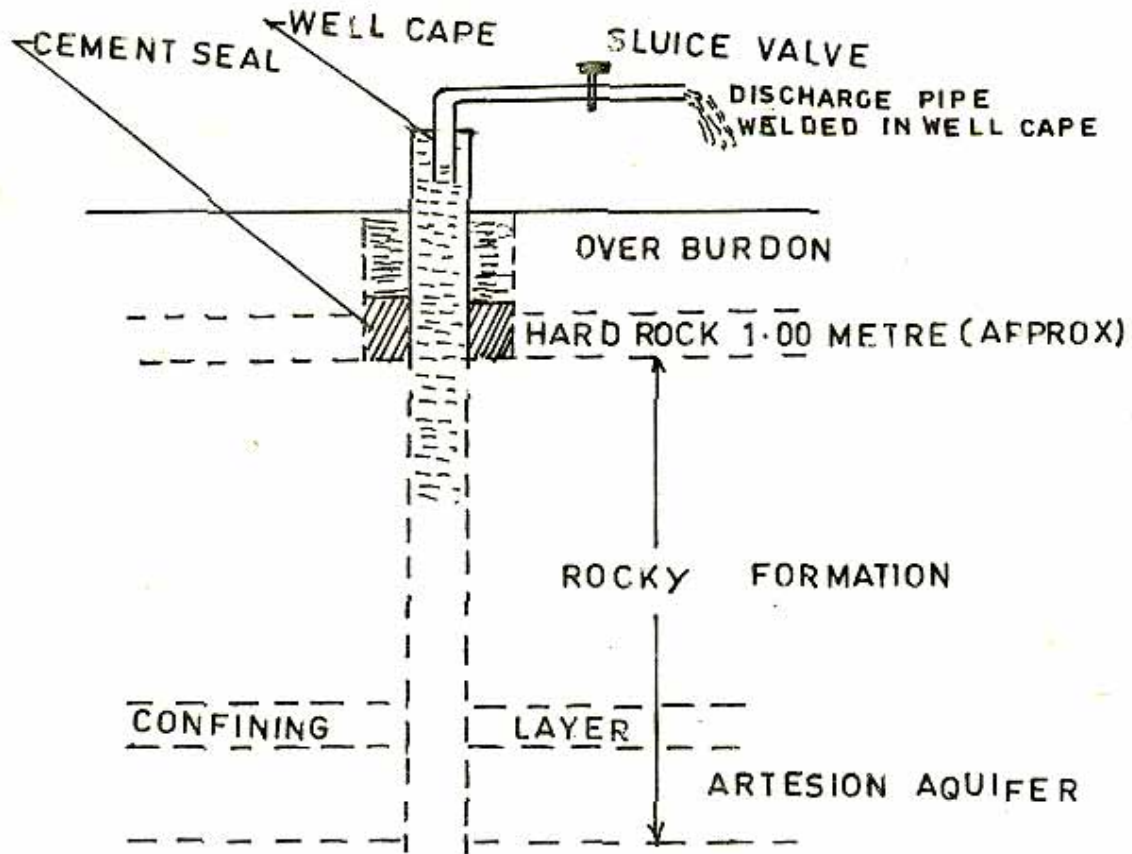 WELL CAPE
CEMENT SEAL
SLUICE VALVE
DISCHARGE PIPE
WELDED IN WELL CAPE
OVER BURDON
HARD ROCK 1·00 METRE (AFPROX)
ROCKY FORMATION
CONFINING LAYER
ARTESION AQUIFER